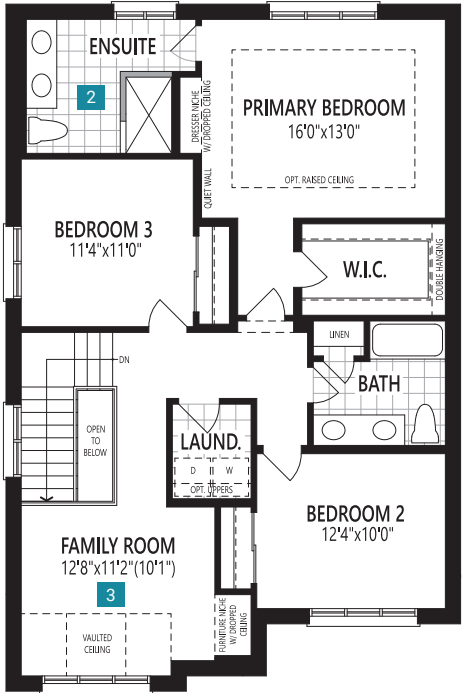 ENSUITE
2
DRESSER NICHE
W/ DROPPED CEILING
PRIMARY BEDROOM
16'0"x13'0"
OPT. RAISED CEILING
QUIET WALL
BEDROOM 3
11'4"x11'0"
W.I.C.
DOUBLE HANGING
LINEN
DN
BATH
OPEN
TO
BELOW
LAUND.
D W
OPT. UPPERS
BEDROOM 2
12'4"x10'0"
FAMILY ROOM
12'8"x11'2"(10'1")
3
FURNITURE NICHE
W/ DROPPED
CEILING
VAULTED
CEILING